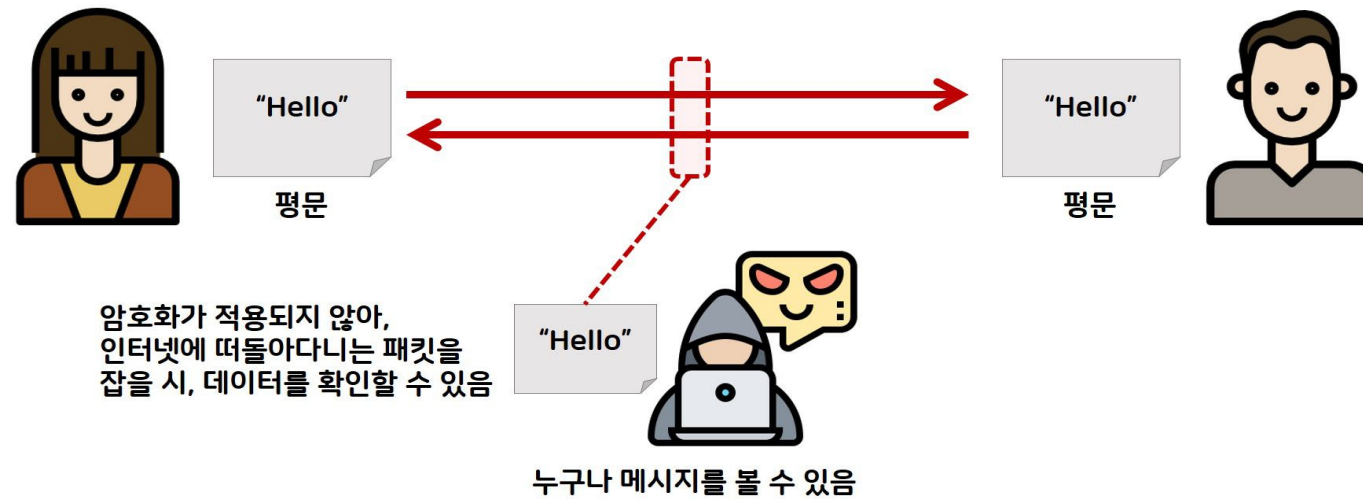 “Hello”
“Hello”
평문
평문
암호화가 적용되지 않아,
인터넷에 떠돌아다니는 패킷을
잡을 시, 데이터를 확인할 수 있음
“Hello”
누구나 메시지를 볼 수 있음